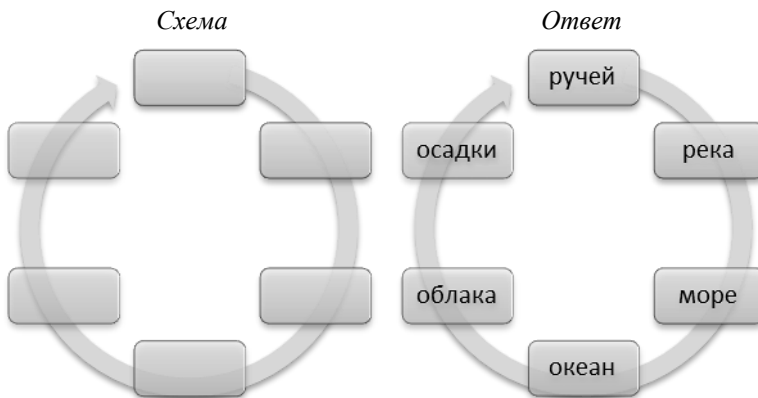 Схема
Ответ
ручей
осадки
река
облака
море
океан